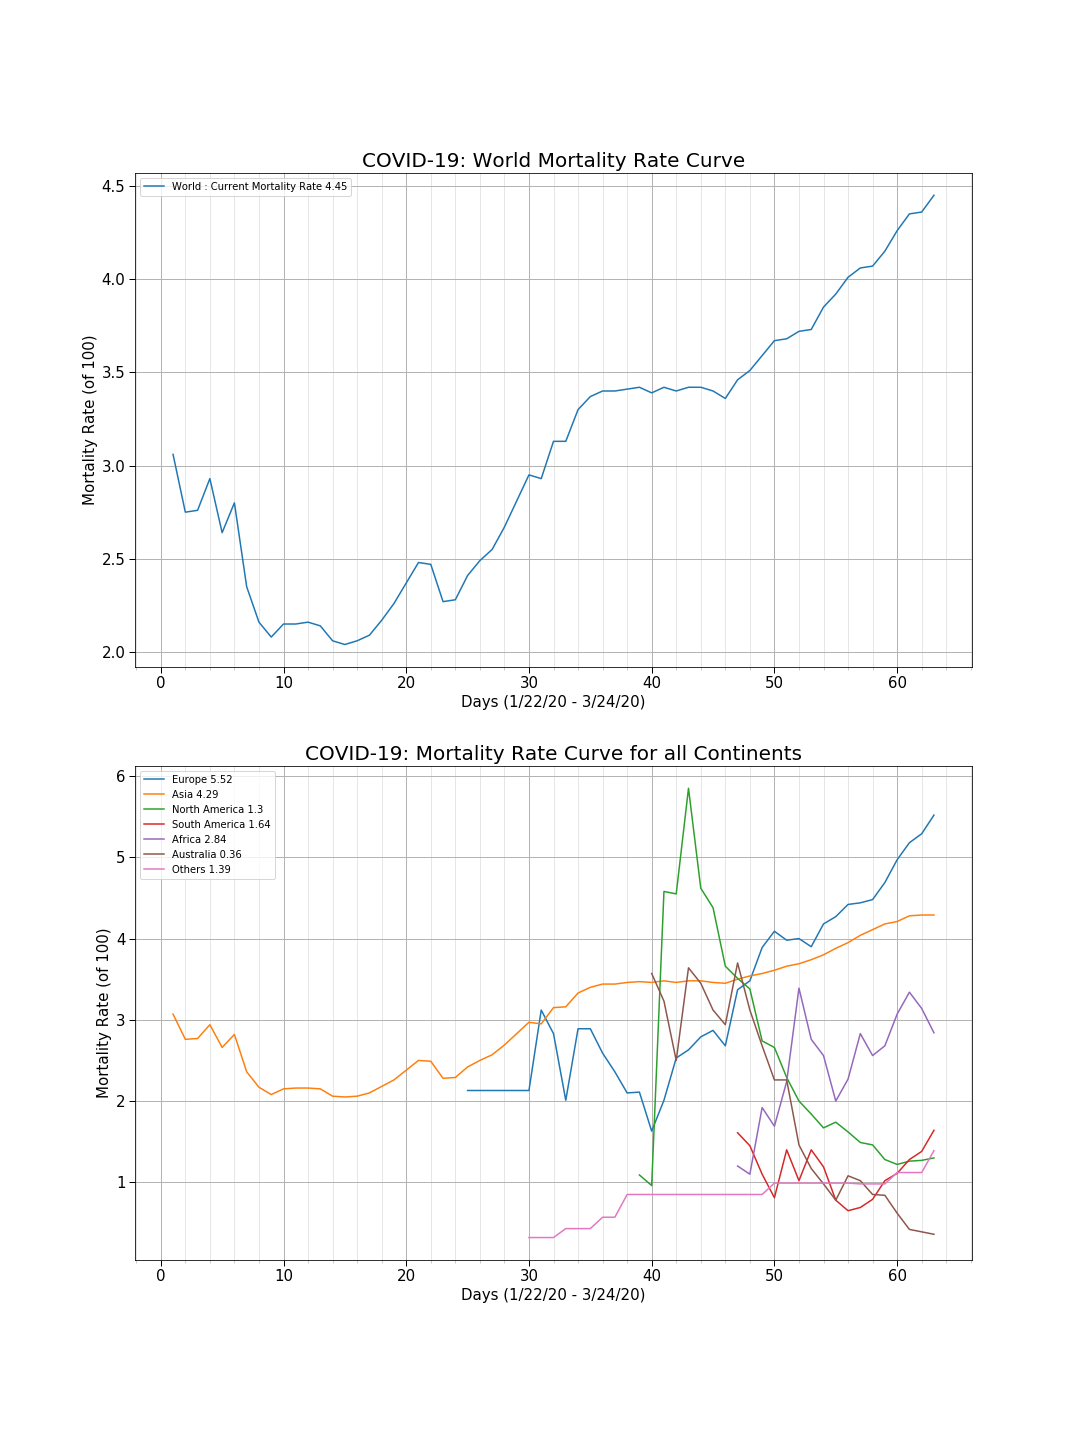 COVID-19: World Mortality Rate Curve
World : Current Mortality Rate 4.45
Mortality Rate (of 100)
4.5
4.0
3.5
3.0
2.5
2.0
0 10 20 30 40 50 60
Days (1/22/20 - 3/24/20)
COVID-19: Mortality Rate Curve for all Continents
Europe 5.52
Asia 4.29
North America 1.3
South America 1.64
Africa 2.84
Australia 0.36
Others 1.39
Mortality Rate (of 100)
6
5
4
3
2
1
0 10 20 30 40 50 60
Days (1/22/20 - 3/24/20)